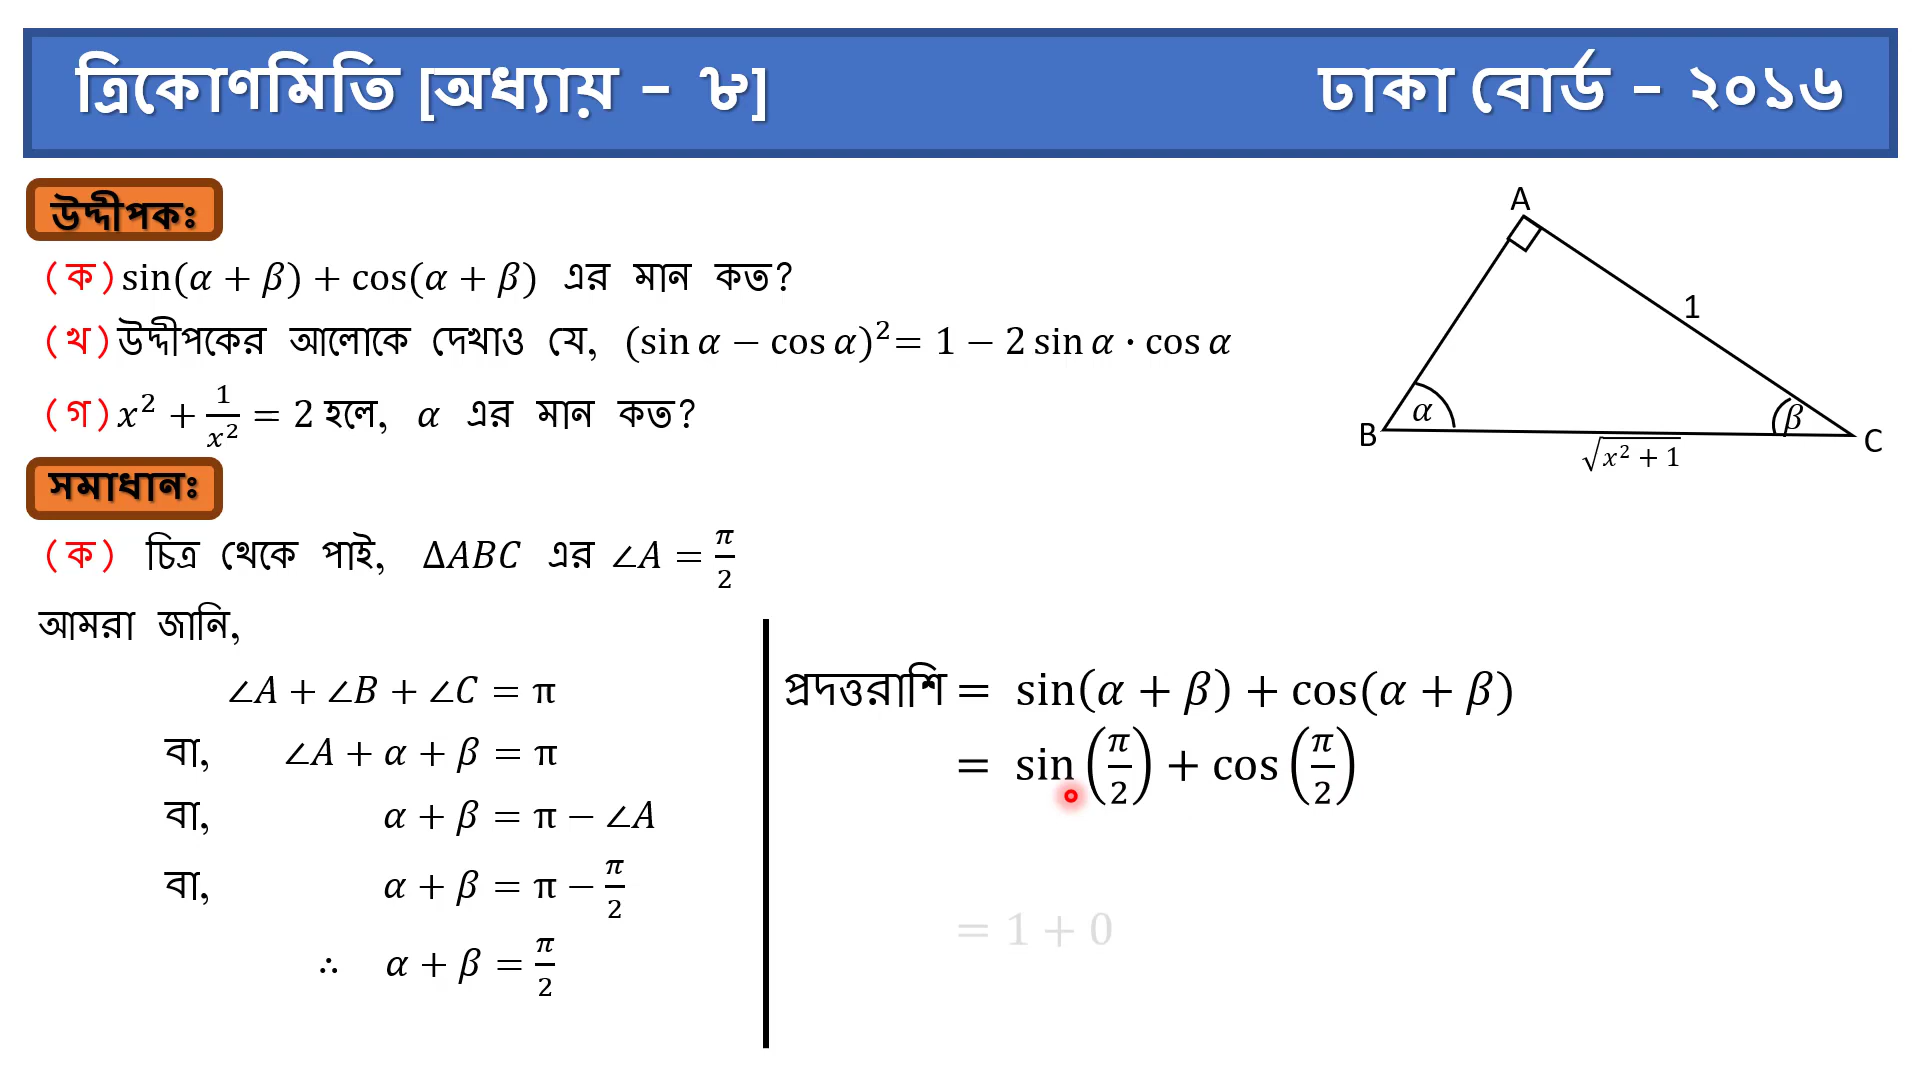 ত্রিকোণমিতি [অধ্যায় – ৮]
ঢাকা বোর্ড – ২০১৬
উদ্দীপকঃ
(ক) sin(α + β) + cos(α + β) এর মান কত?
(খ) উদ্দীপকের আলোকে দেখাও যে, (sin α − cos α)² = 1 − 2 sin α · cos α
(গ) x² + 1/x² = 2 হলে, α এর মান কত?
A
1
B
α
β
C
√(x² + 1)
সমাধানঃ
(ক) চিত্র থেকে পাই, ΔABC এর ∠A = π/2
আমরা জানি,
∠A + ∠B + ∠C = π
বা, ∠A + α + β = π
বা, α + β = π − ∠A
বা, α + β = π − π/2
∴ α + β = π/2
প্রদত্তরাশি = sin(α + β) + cos(α + β)
= sin(π/2) + cos(π/2)
= 1 + 0